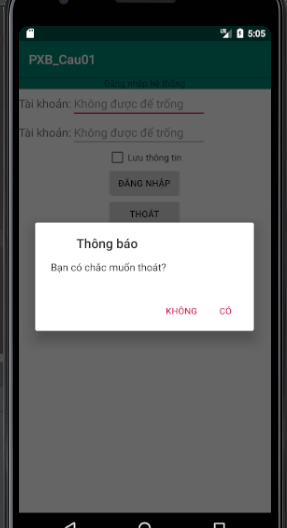 5:05
PXB_Cau01
Đăng nhập hệ thống
Tài khoản: Không được để trống
Tài khoản: Không được để trống
Lưu thông tin
ĐĂNG NHẬP
THOÁT
Thông báo
Bạn có chắc muốn thoát?
KHÔNG CÓ